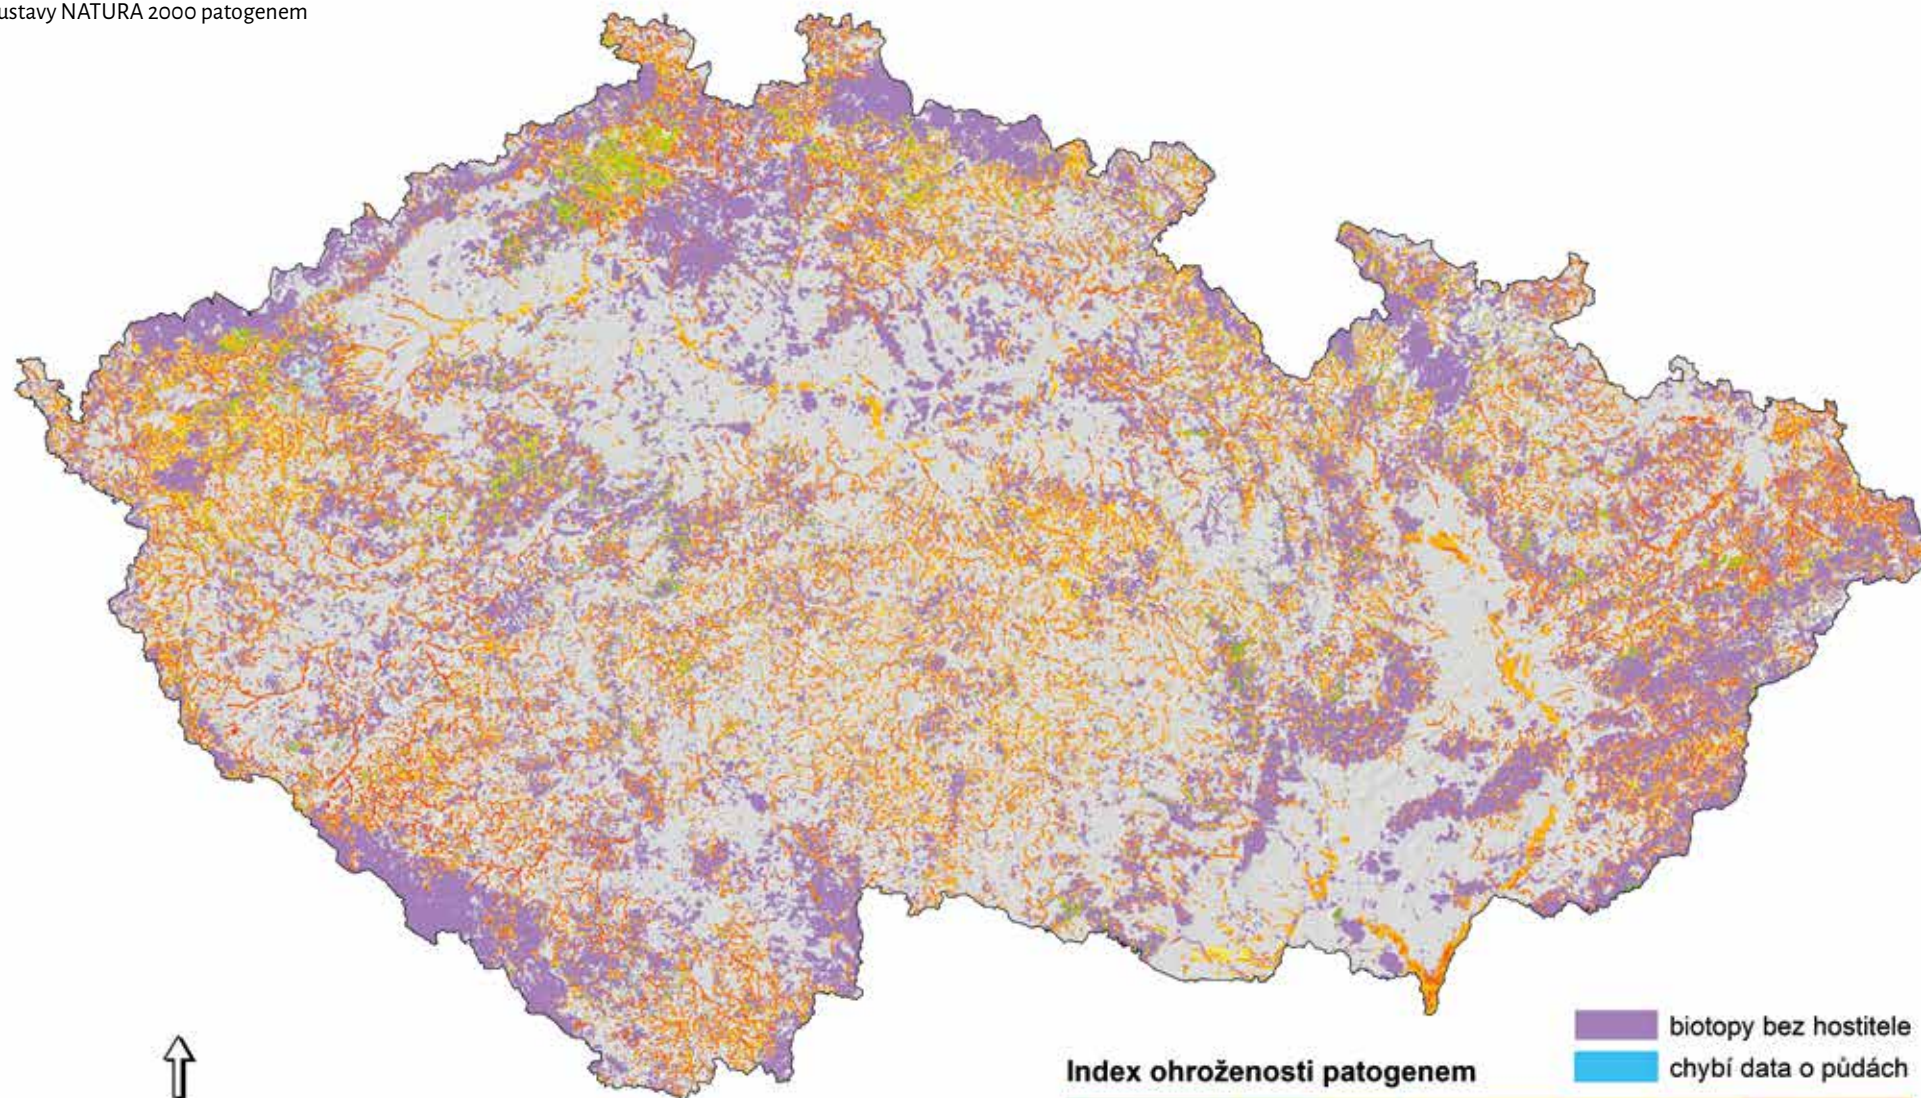 ustavy NATURA 2000 patogenem
biotopy bez hostitele
chybí data o půdách
Index ohroženosti patogenem